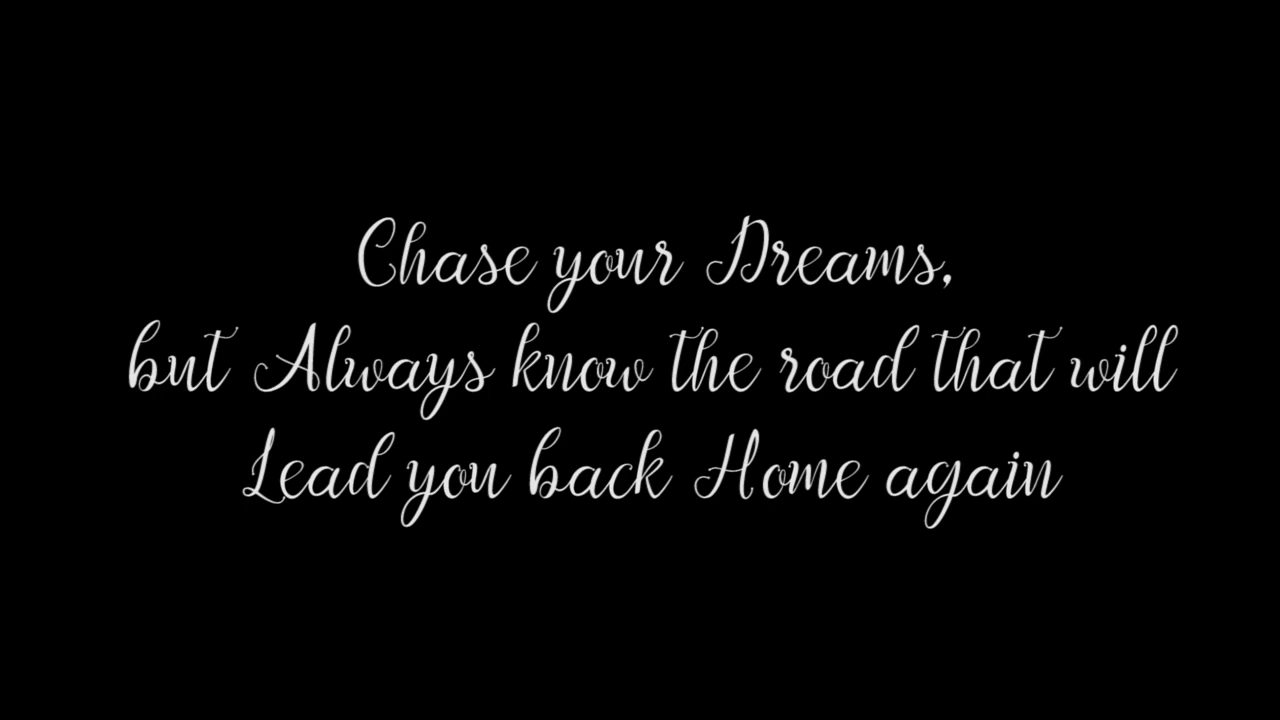 Chase your Dreams,
but Always know the road that will
Lead you back Home again